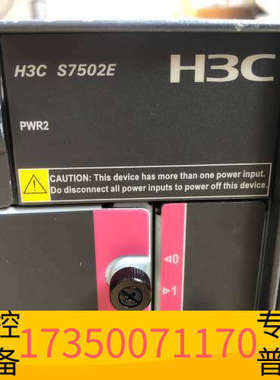 H3C S7502E
H3C
PWR2
CAUTION: This device has more than one power input.
Do disconnect all power inputs to power off this device.
◁0
▷1
控 17350071170 专
备 普